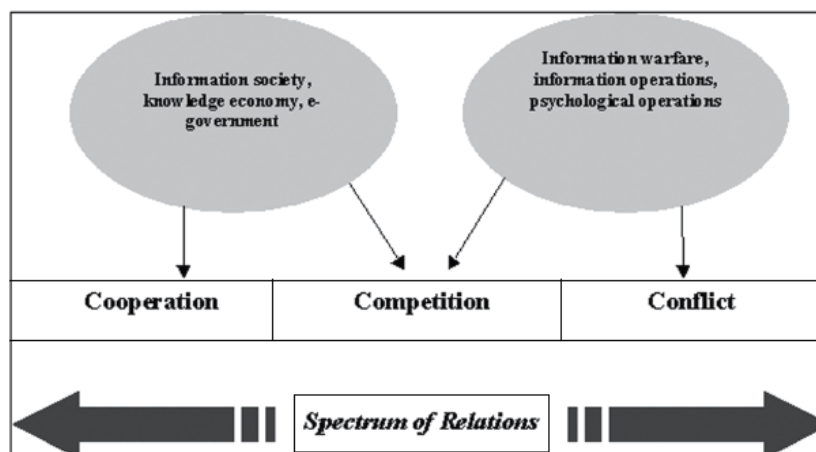 Information society,
knowledge economy, e-
government
Information warfare,
information operations,
psychological operations
Cooperation
Competition
Conflict
Spectrum of Relations